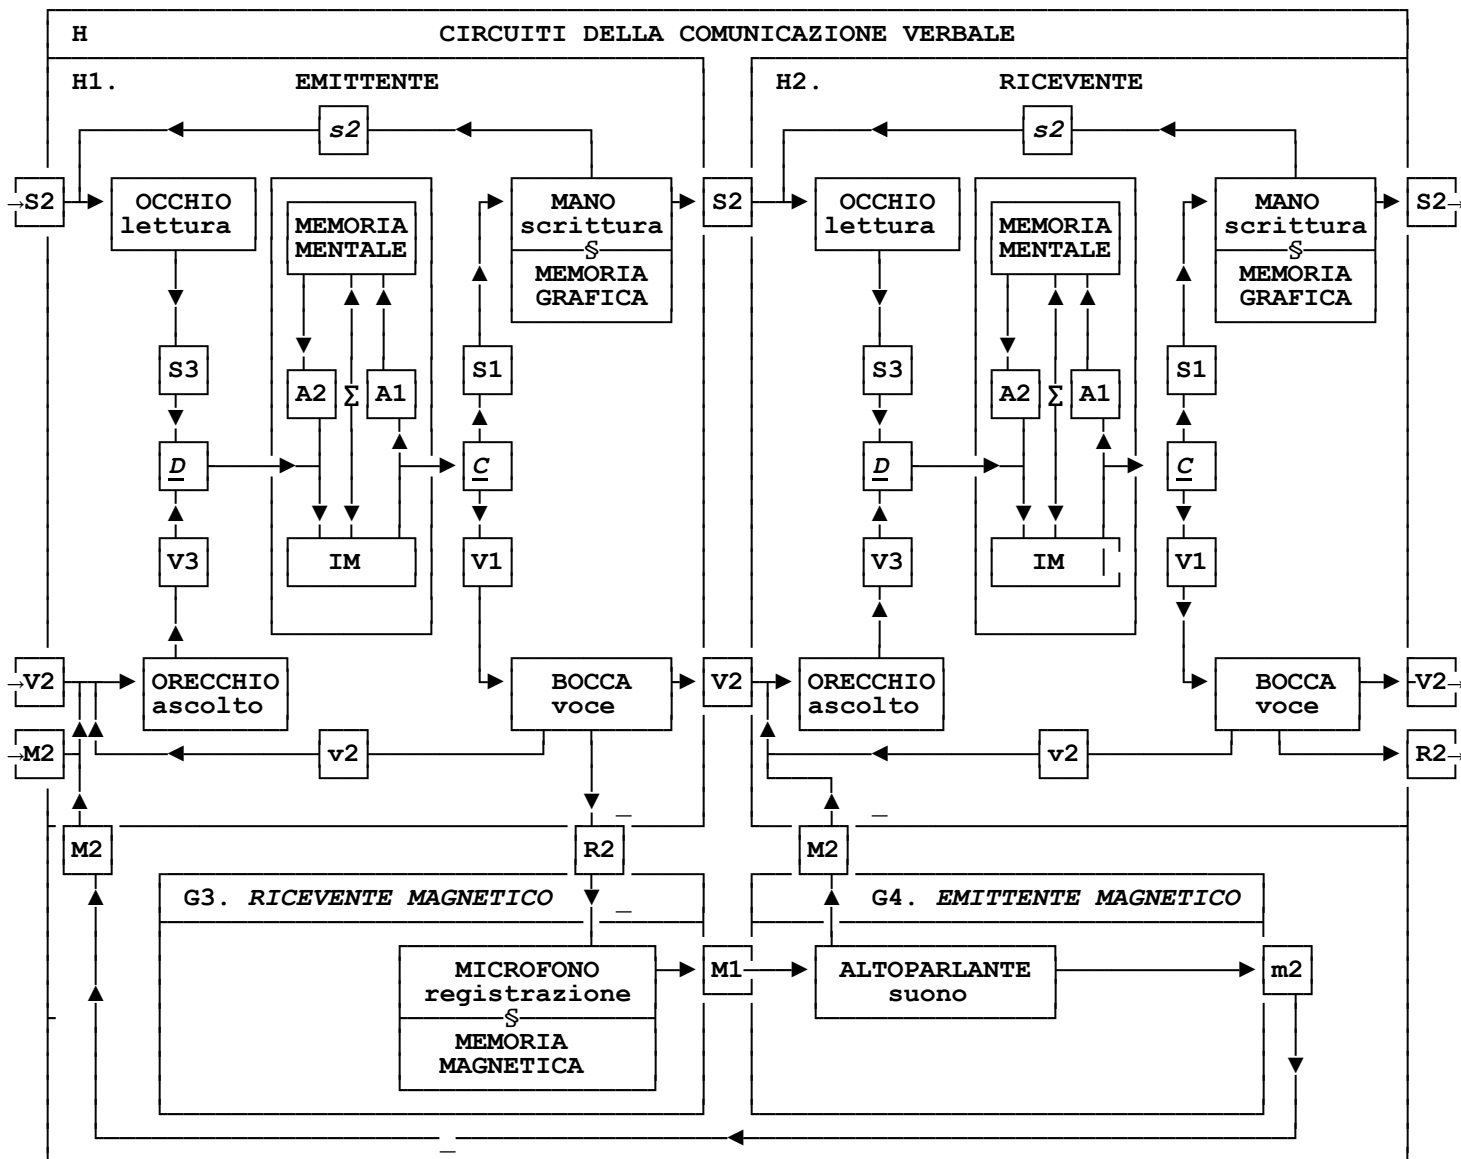 H CIRCUITI DELLA COMUNICAZIONE VERBALE
H1. EMITTENTE H2. RICEVENTE
s2 s2
→S2 OCCHIO MANO S2 OCCHIO MANO S2→
lettura MEMORIA scrittura lettura MEMORIA scrittura
MENTALE § MENTALE §
MEMORIA MEMORIA
GRAFICA GRAFICA
S3 S1 S3 S1
A2 Σ A1 A2 Σ A1
D C D C
V3 IM V1 V3 IM V1
→V2 ORECCHIO BOCCA V2 ORECCHIO BOCCA V2→
ascolto voce ascolto voce
→M2 v2 v2 R2→
M2 R2 M2
G3. RICEVENTE MAGNETICO G4. EMITTENTE MAGNETICO
MICROFONO M1 ALTOPARLANTE m2
registrazione suono
§
MEMORIA
MAGNETICA